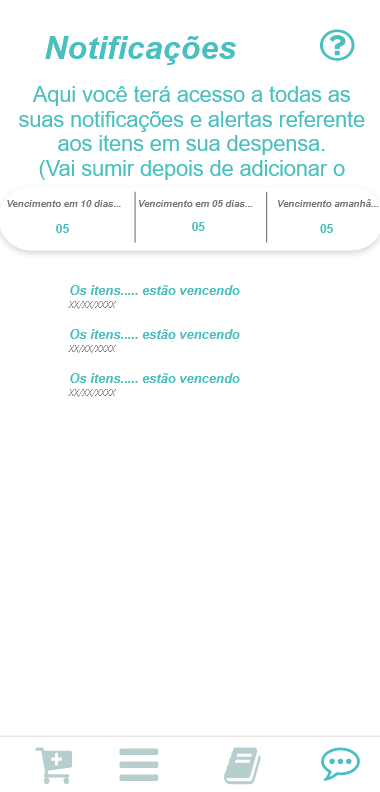 Notificações
?
Aqui você terá acesso a todas as
suas notificações e alertas referente
aos itens em sua despensa.
(Vai sumir depois de adicionar o
Vencimento em 10 dias... Vencimento em 05 dias... Vencimento amanhã...
05 05 05
Os itens..... estão vencendo
XX/XX/XXXX
Os itens..... estão vencendo
XX/XX/XXXX
Os itens..... estão vencendo
XX/XX/XXXX